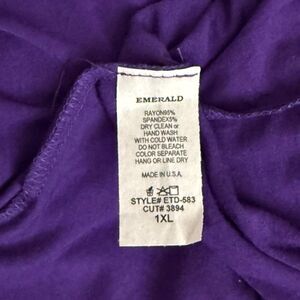 EMERALD
RAYON95%
SPANDEX5%
DRY CLEAN or
HAND WASH
WITH COLD WATER
DO NOT BLEACH
COLOR SEPARATE
HANG OR LINE DRY
MADE IN U.S.A.
STYLE# ETD-583
CUT# 3894
1XL